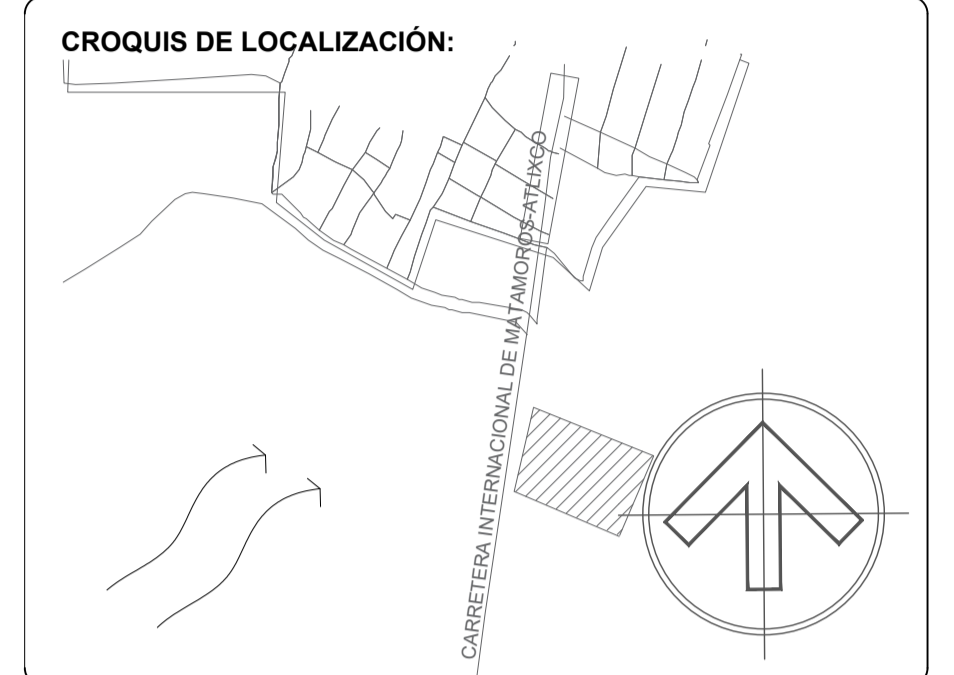 CROQUIS DE LOCALIZACIÓN:
CARRETERA INTERNACIONAL DE MATAMOROS-ATLIXCO